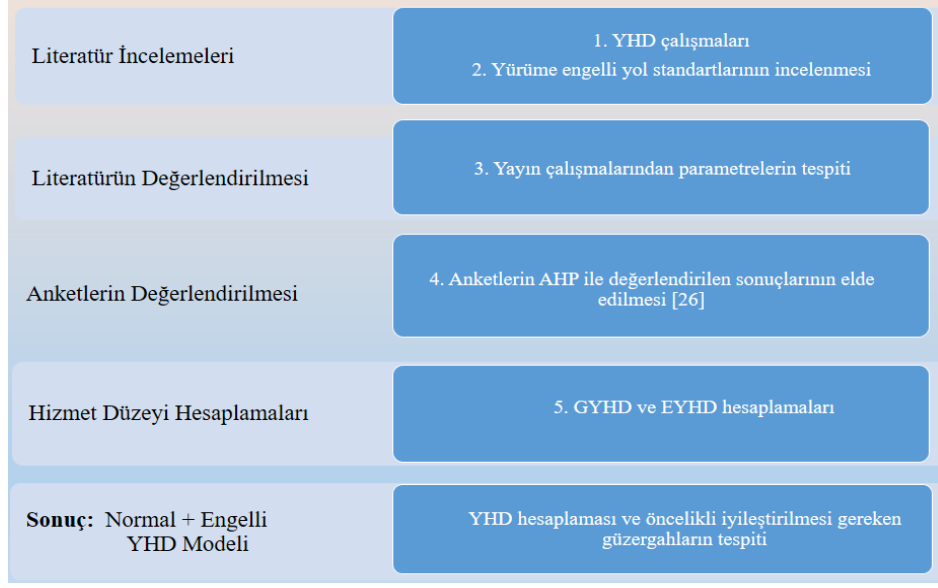 Literatür İncelemeleri
1. YHD çalışmaları
2. Yürüme engelli yol standartlarının incelenmesi
Literatürün Değerlendirilmesi
3. Yayın çalışmalarından parametrelerin tespiti
Anketlerin Değerlendirilmesi
4. Anketlerin AHP ile değerlendirilen sonuçlarının elde
edilmesi [26]
Hizmet Düzeyi Hesaplamaları
5. GYHD ve EYHD hesaplamaları
Sonuç: Normal + Engelli
YHD Modeli
YHD hesaplaması ve öncelikli iyileştirilmesi gereken
güzergahların tespiti